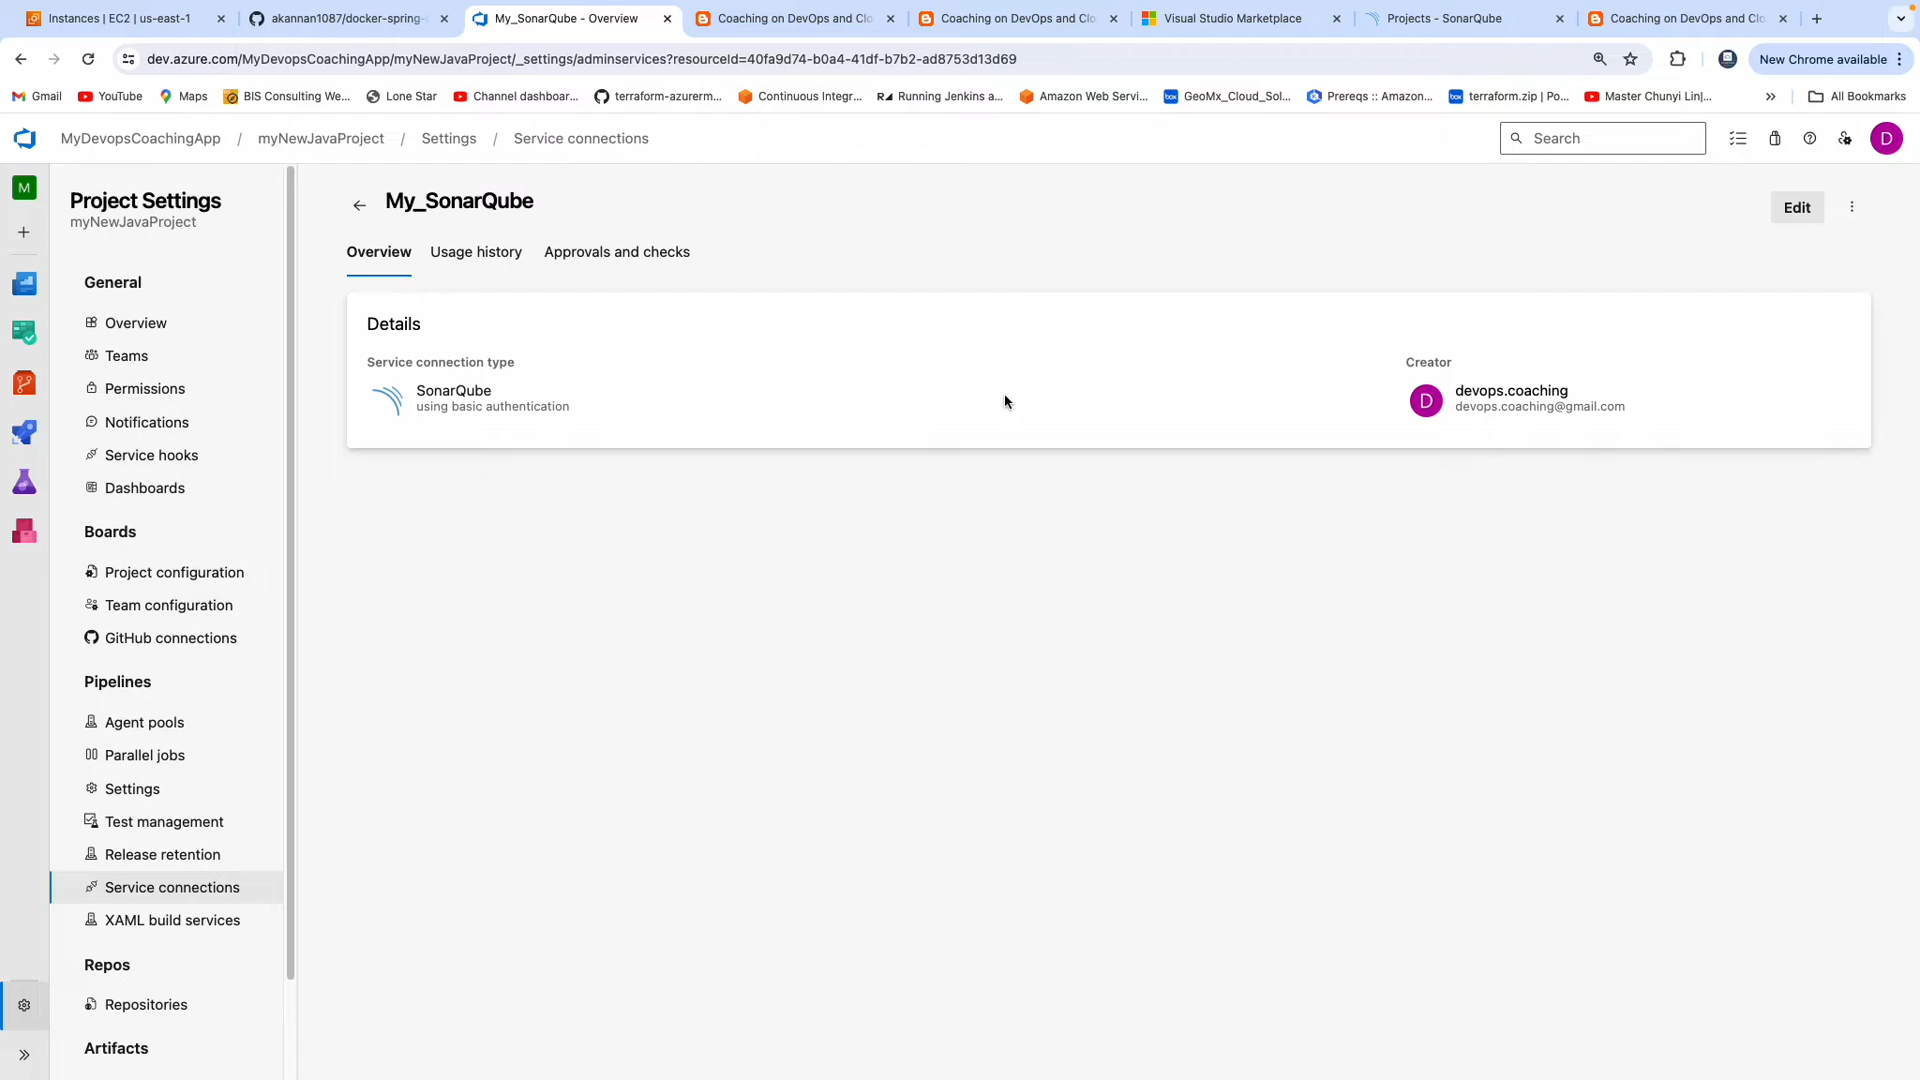 Instances | EC2 | us-east-1
akannan1087/docker-spring-
My_SonarQube - Overview
Coaching on DevOps and Clo
Coaching on DevOps and Clo
Visual Studio Marketplace
Projects - SonarQube
Coaching on DevOps and Clo
dev.azure.com/MyDevopsCoachingApp/myNewJavaProject/_settings/adminservices?resourceId=40fa9d74-b0a4-41df-b7b2-ad8753d13d69
New Chrome available
Gmail
YouTube
Maps
BIS Consulting We...
Lone Star
Channel dashboar...
terraform-azurerm...
Continuous Integr...
Running Jenkins a...
Amazon Web Servi...
GeoMx_Cloud_Sol...
Prereqs :: Amazon...
terraform.zip | Po...
Master Chunyi Lin|...
All Bookmarks
MyDevopsCoachingApp / myNewJavaProject / Settings / Service connections
Search
D
M
Project Settings
myNewJavaProject
General
Overview
Teams
Permissions
Notifications
Service hooks
Dashboards
Boards
Project configuration
Team configuration
GitHub connections
Pipelines
Agent pools
Parallel jobs
Settings
Test management
Release retention
Service connections
XAML build services
Repos
Repositories
Artifacts
My_SonarQube
Edit
Overview
Usage history
Approvals and checks
Details
Service connection type
SonarQube
using basic authentication
Creator
D
devops.coaching
devops.coaching@gmail.com